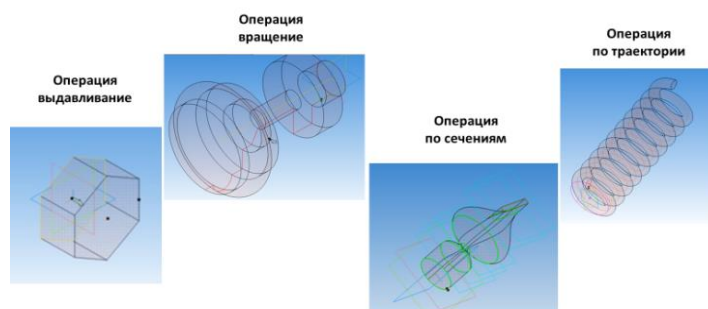 Операция
выдавливание
Операция
вращение
Операция
по сечениям
Операция
по траектории